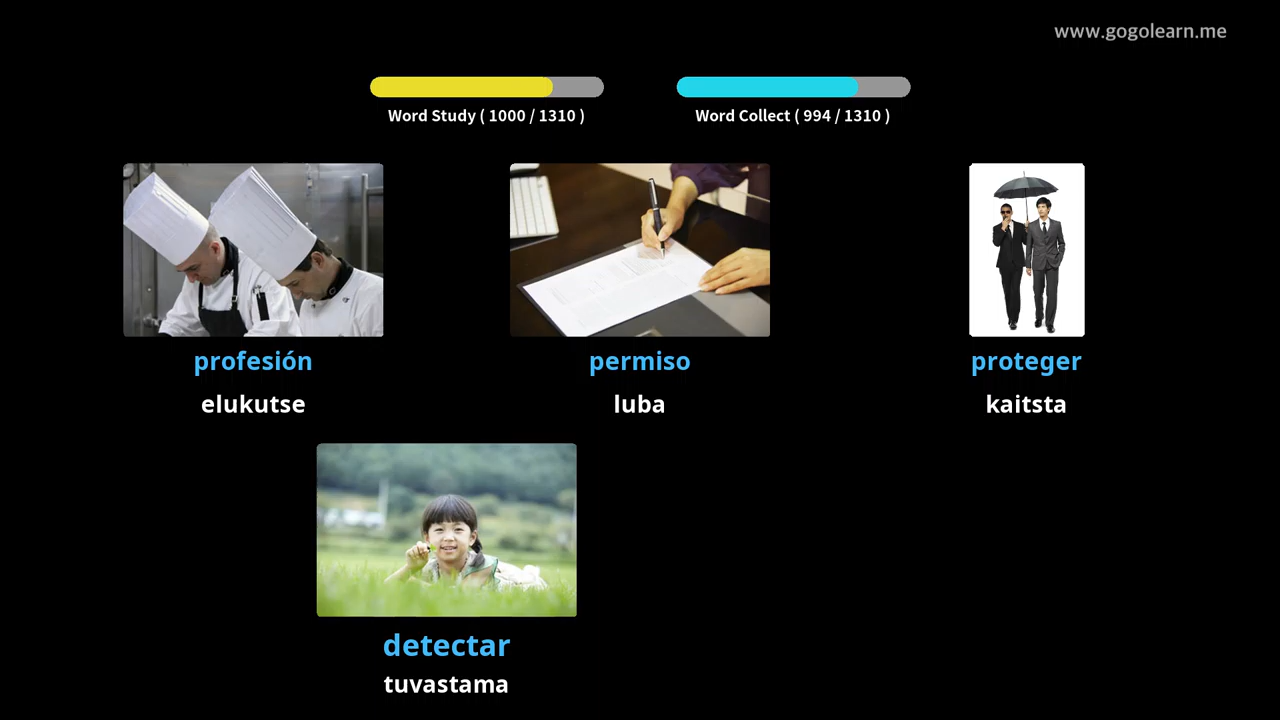 www.gogolearn.me
Word Study ( 1000 / 1310 )
Word Collect ( 994 / 1310 )
profesión
elukutse
permiso
luba
proteger
kaitsta
detectar
tuvastama